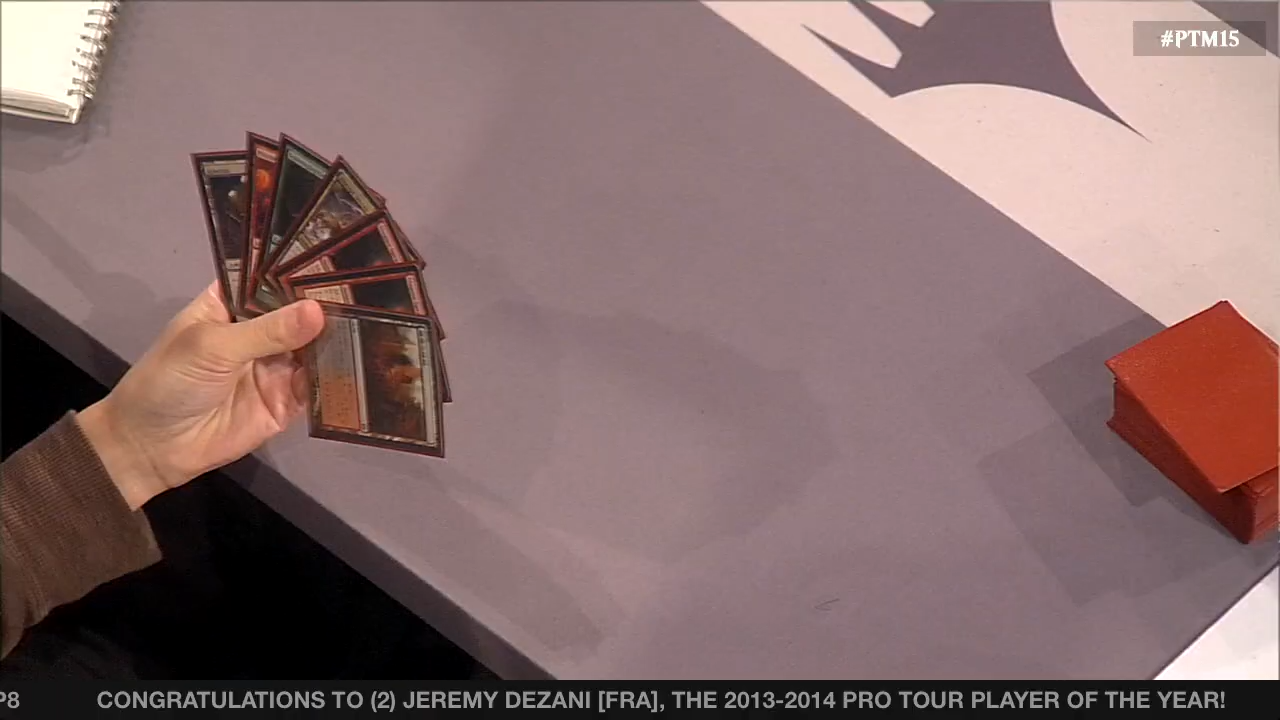 #PTM15
P8
CONGRATULATIONS TO (2) JEREMY DEZANI [FRA], THE 2013-2014 PRO TOUR PLAYER OF THE YEAR!